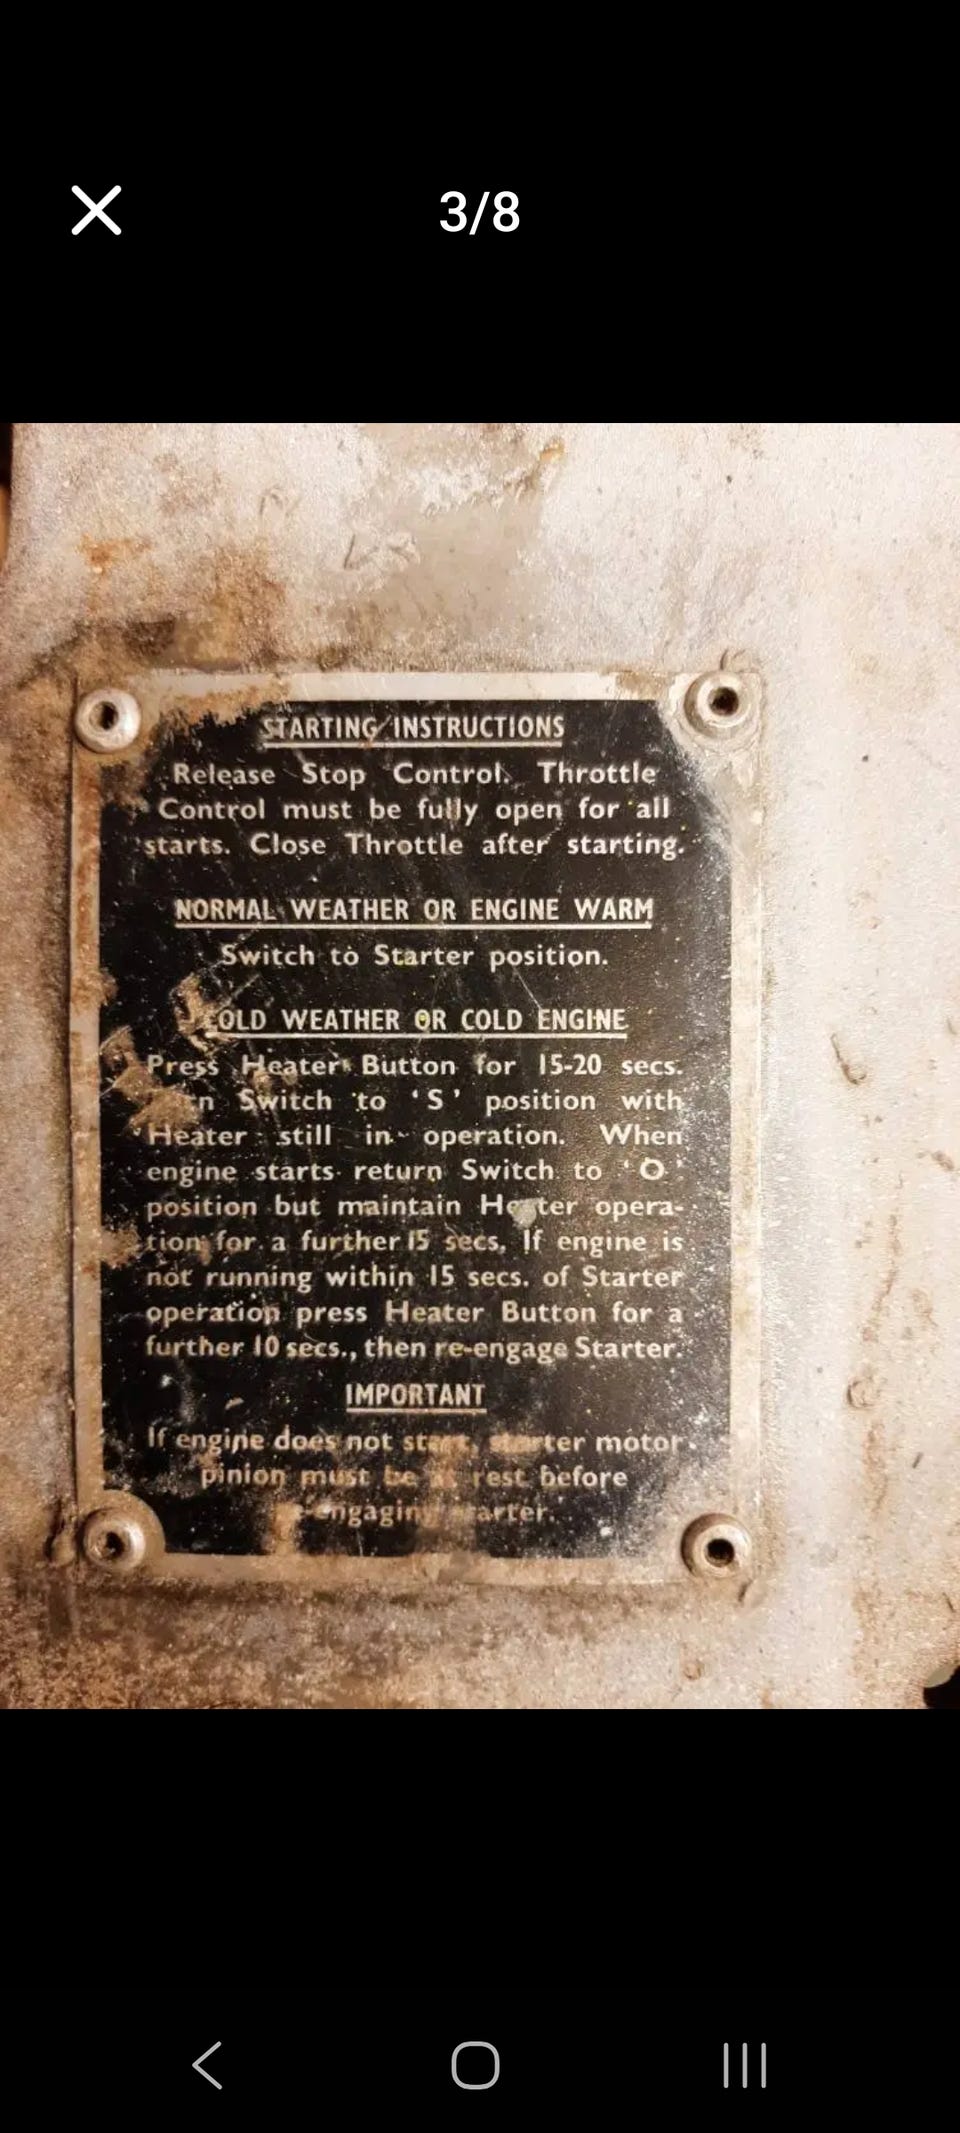 3/8
STARTING INSTRUCTIONS
Release Stop Control. Throttle
Control must be fully open for all
starts. Close Throttle after starting.
NORMAL WEATHER OR ENGINE WARM
Switch to Starter position.
COLD WEATHER OR COLD ENGINE
Press Heater Button for 15-20 secs.
Switch to ‘S’ position with
Heater still in operation. When
engine starts return Switch to ‘O’
position but maintain Heater opera-
tion for a further 15 secs. If engine is
not running within 15 secs. of Starter
operation press Heater Button for a
further 10 secs., then re-engage Starter.
IMPORTANT
If engine does not start, starter motor
pinion must be at rest before
re-engaging starter.